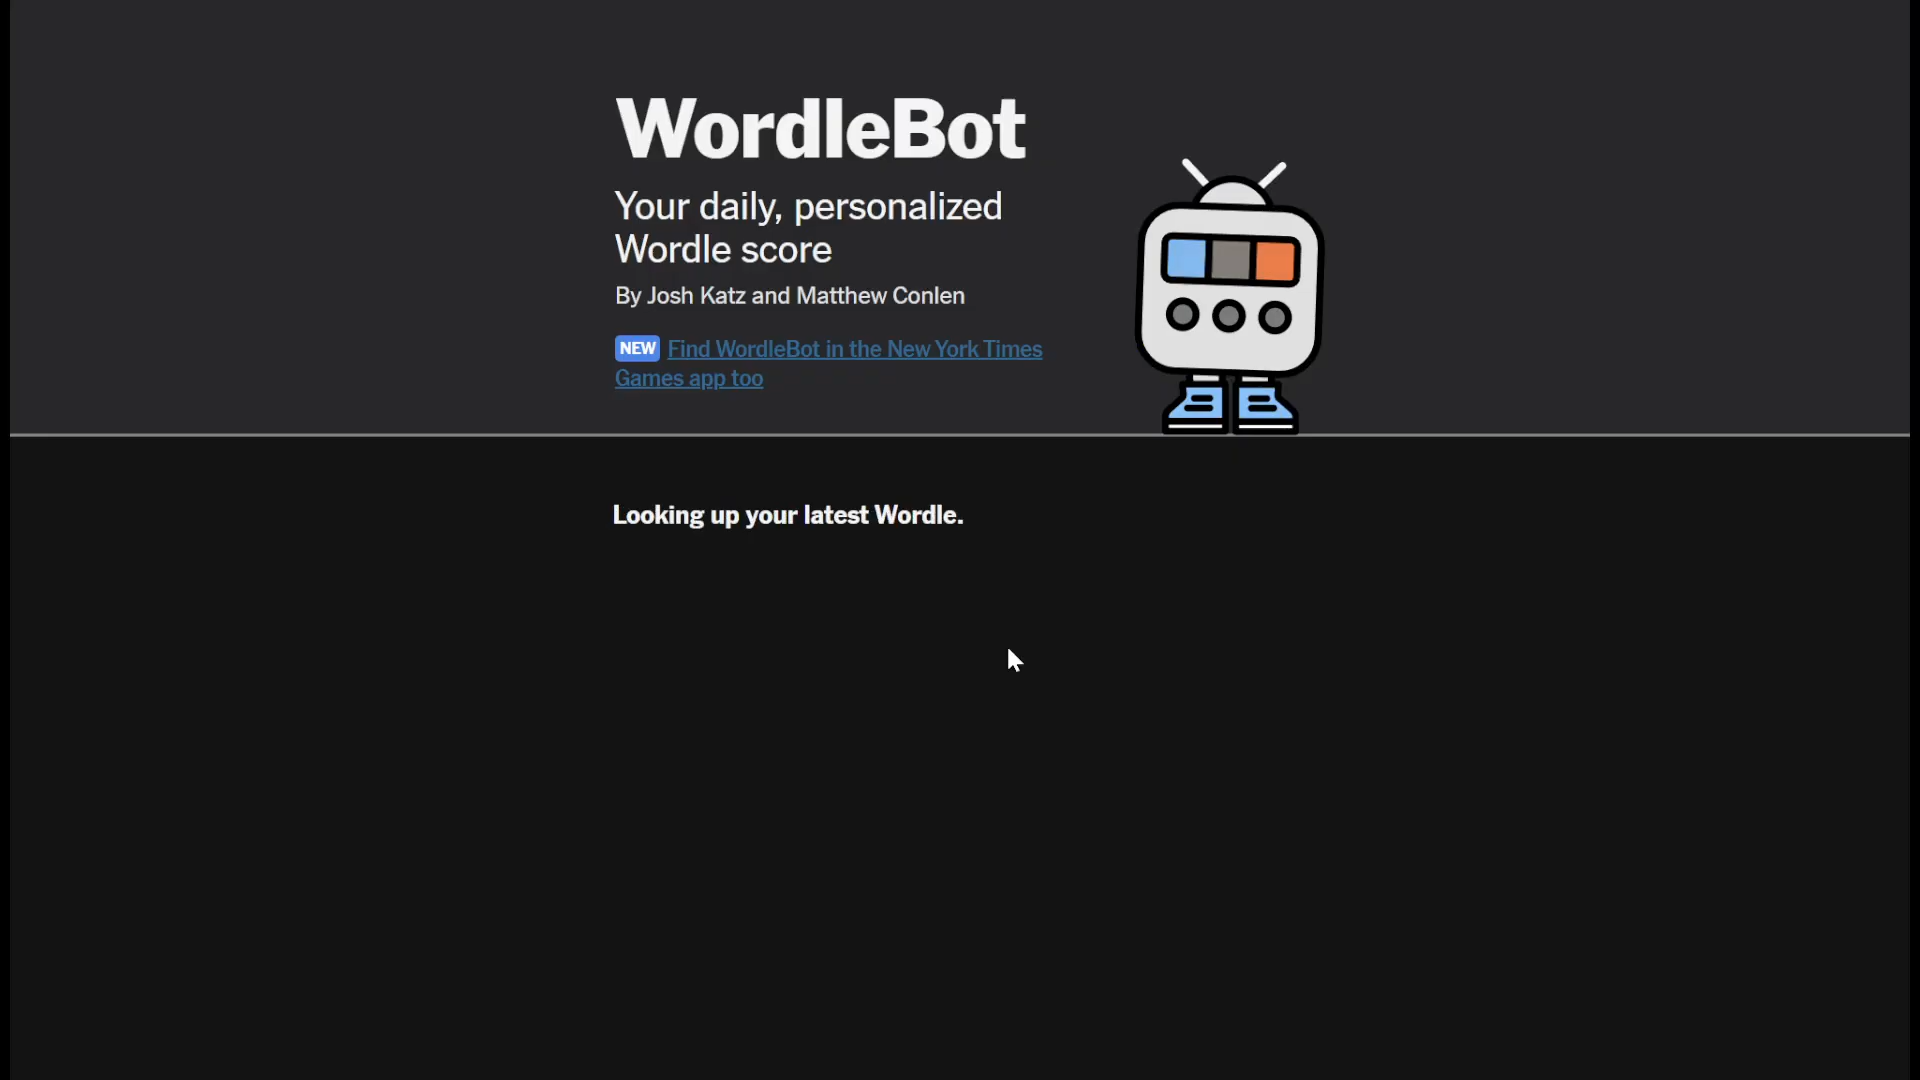 WordleBot
Your daily, personalized
Wordle score
By Josh Katz and Matthew Conlen
NEW Find WordleBot in the New York Times
Games app too
Looking up your latest Wordle.